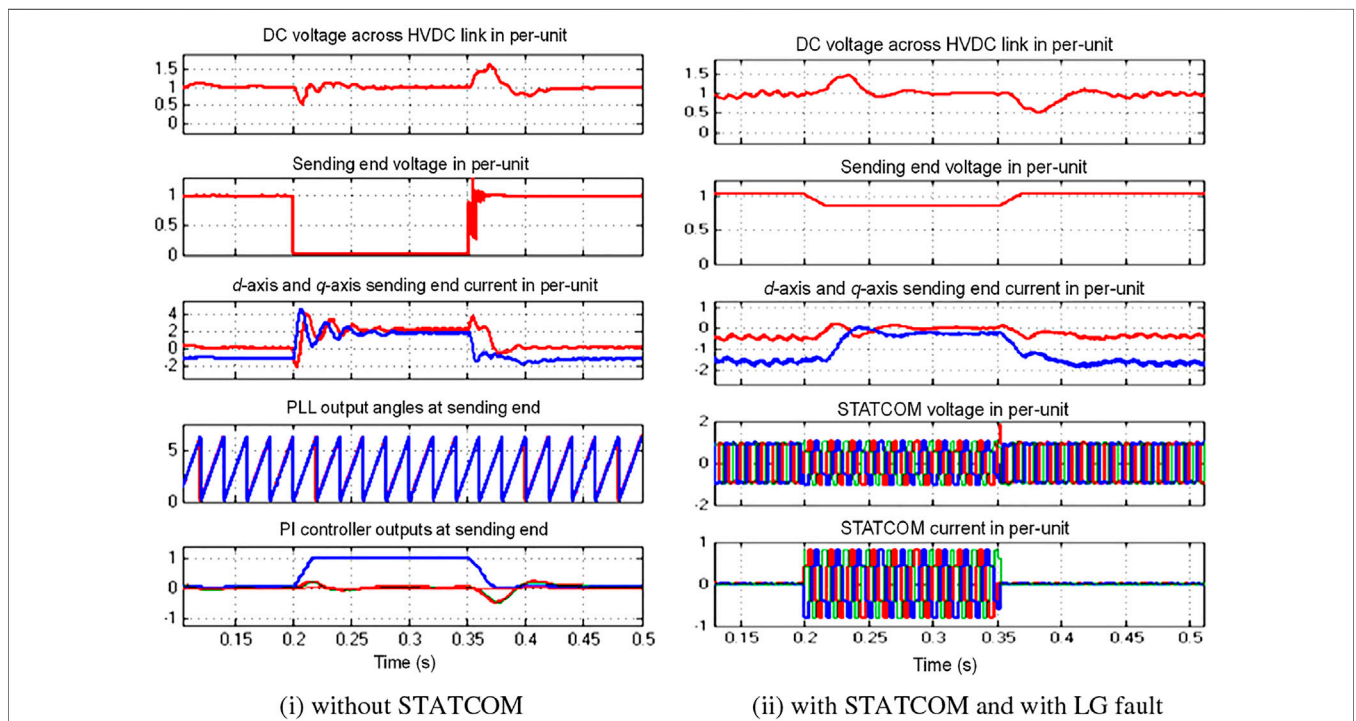 DC voltage across HVDC link in per-unit
1.5
1
0.5
0
Sending end voltage in per-unit
1
0.5
0
d-axis and q-axis sending end current in per-unit
4
2
0
-2
PLL output angles at sending end
5
0
PI controller outputs at sending end
1
0
-1
0.15 0.2 0.25 0.3 0.35 0.4 0.45 0.5
Time (s)
(i) without STATCOM
DC voltage across HVDC link in per-unit
1.5
1
0.5
0
Sending end voltage in per-unit
1
0.5
0
d-axis and q-axis sending end current in per-unit
1
0
-1
-2
STATCOM voltage in per-unit
2
0
-2
STATCOM current in per-unit
1
0
-1
0.15 0.2 0.25 0.3 0.35 0.4 0.45 0.5
Time (s)
(ii) with STATCOM and with LG fault